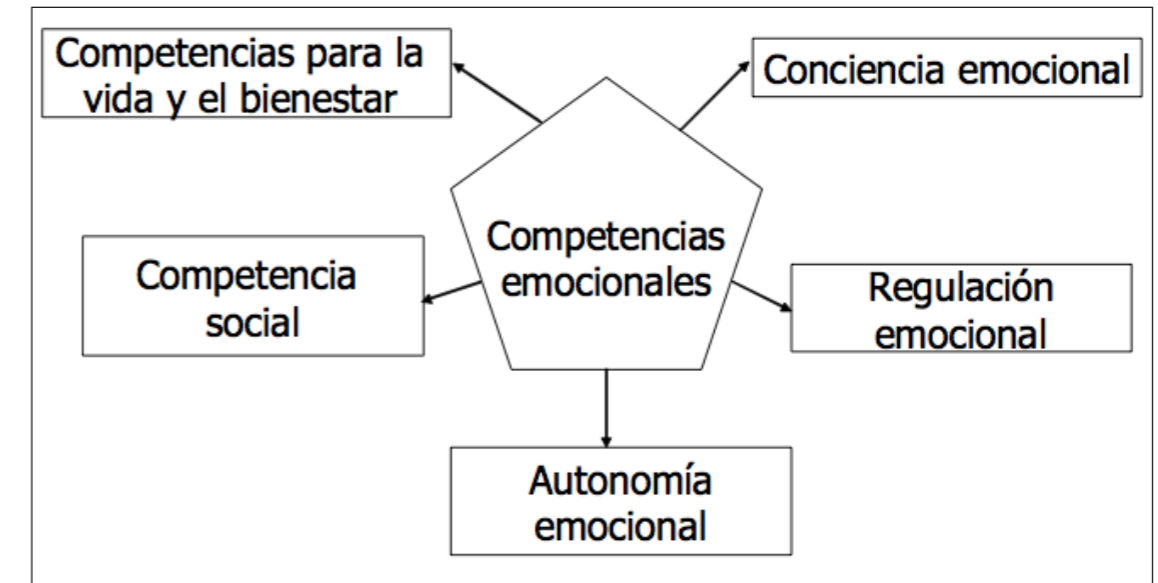 Competencias para la
vida y el bienestar
Conciencia emocional
Competencias
emocionales
Competencia
social
Regulación
emocional
Autonomía
emocional